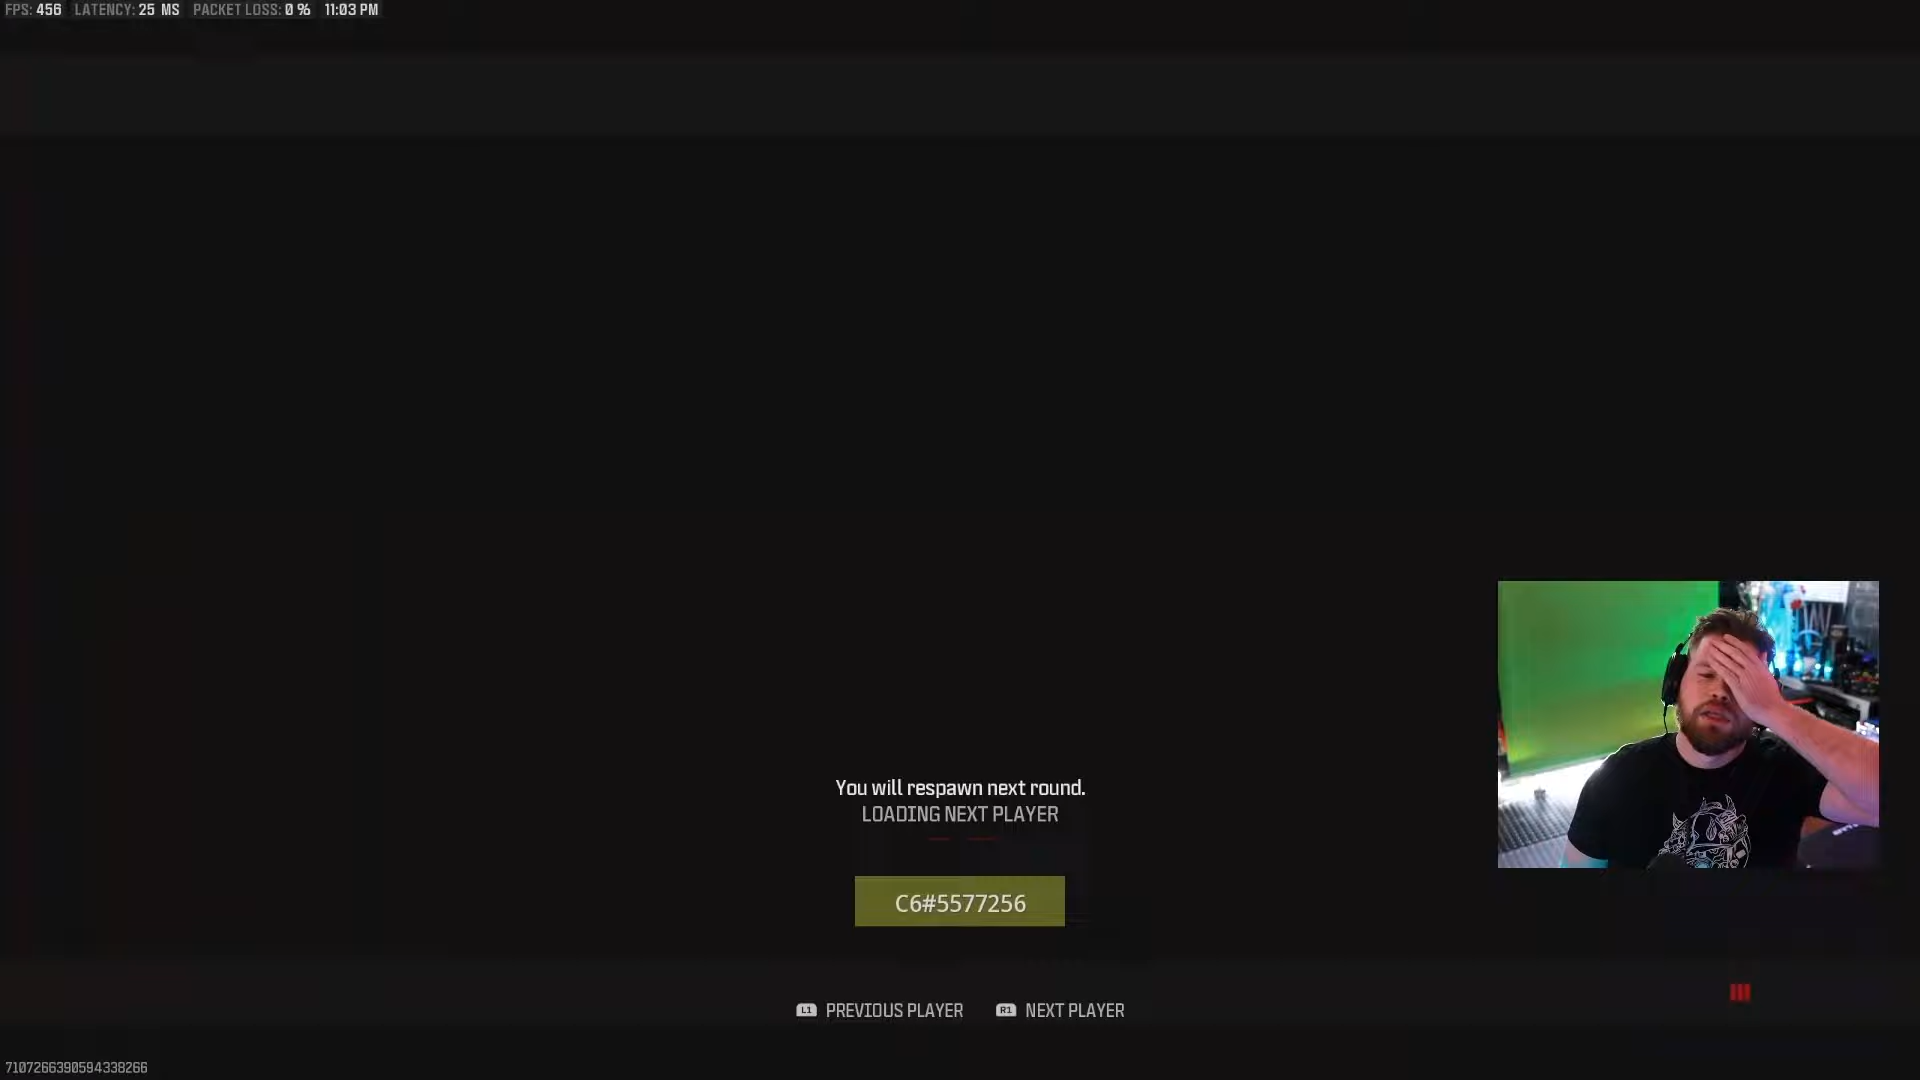 FPS: 456 LATENCY: 25 MS PACKET LOSS: 0 % 11:03 PM
You will respawn next round.
LOADING NEXT PLAYER
C6#5577256
L1 PREVIOUS PLAYER R1 NEXT PLAYER
7107266390594338266